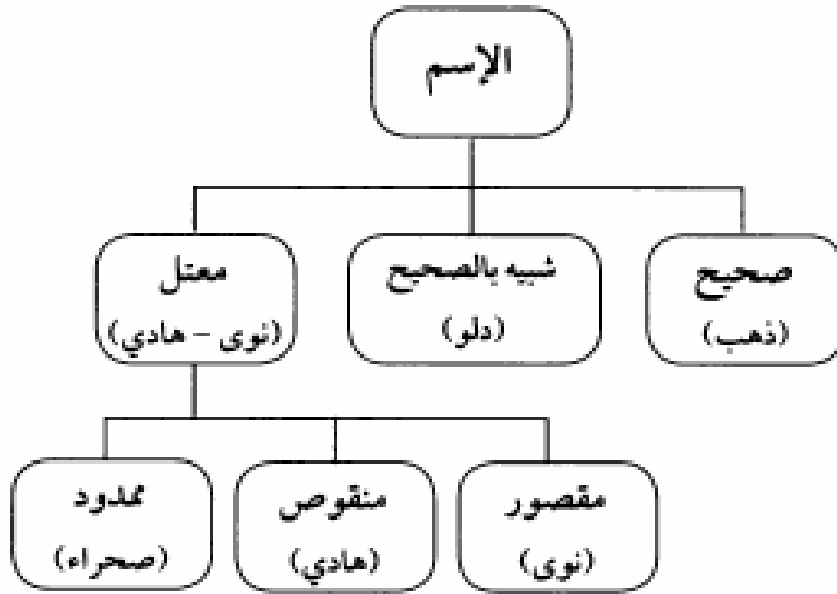 الإسم
صحيح
(ذهب)
شبيه بالصحيح
(دلو)
معتل
(نوى - هادي)
مقصور
(نوى)
منقوص
(هادي)
ممدود
(صحراء)